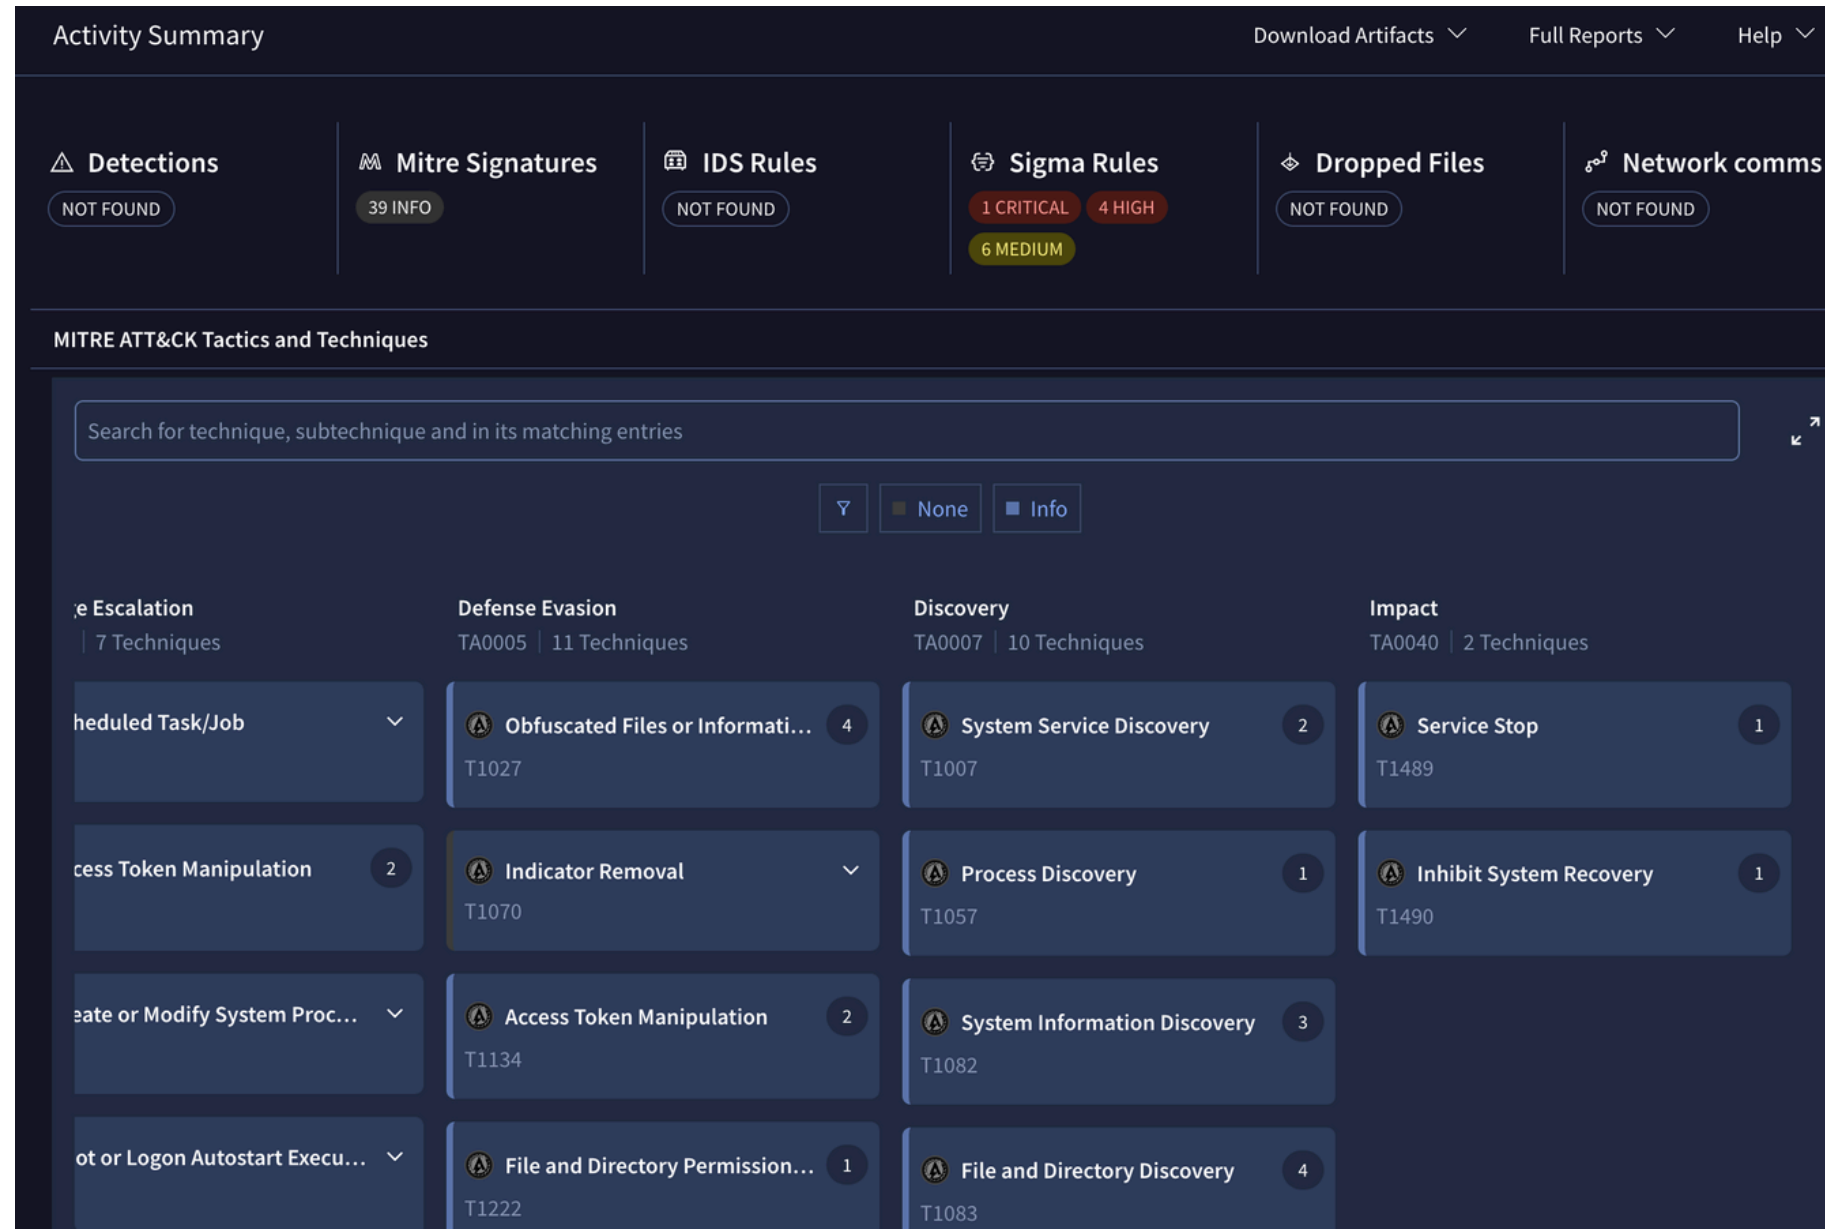 Activity Summary
Download Artifacts
Full Reports
Help
Detections
NOT FOUND
Mitre Signatures
39 INFO
IDS Rules
NOT FOUND
Sigma Rules
1 CRITICAL
4 HIGH
6 MEDIUM
Dropped Files
NOT FOUND
Network comms
NOT FOUND
MITRE ATT&CK Tactics and Techniques
Search for technique, subtechnique and in its matching entries
None
Info
e Escalation
7 Techniques
heduled Task/Job
cess Token Manipulation
2
eate or Modify System Proc...
ot or Logon Autostart Execu...
Defense Evasion
TA0005 | 11 Techniques
Obfuscated Files or Informati...
4
T1027
Indicator Removal
T1070
Access Token Manipulation
2
T1134
File and Directory Permission...
1
T1222
Discovery
TA0007 | 10 Techniques
System Service Discovery
2
T1007
Process Discovery
1
T1057
System Information Discovery
3
T1082
File and Directory Discovery
4
T1083
Impact
TA0040 | 2 Techniques
Service Stop
1
T1489
Inhibit System Recovery
1
T1490